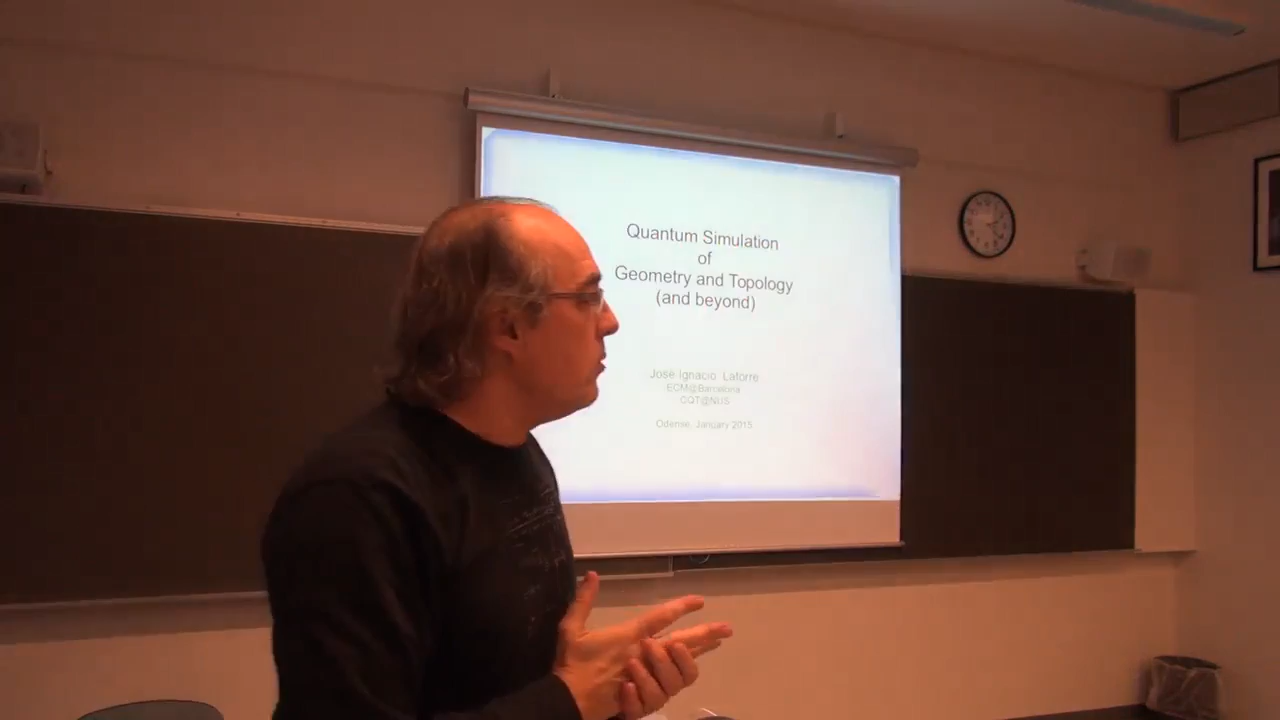 Quantum Simulation
of
Geometry and Topology
(and beyond)
José Ignacio Latorre
ECM@Barcelona
CQT@NUS
Odense, January 2015